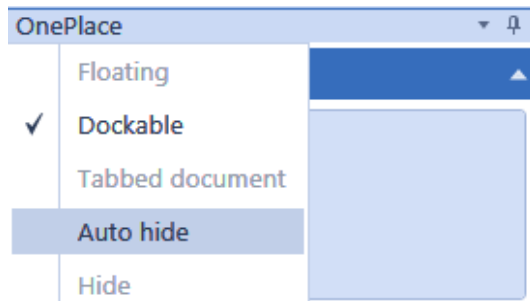 OnePlace
Floating
Dockable
Tabbed document
Auto hide
Hide